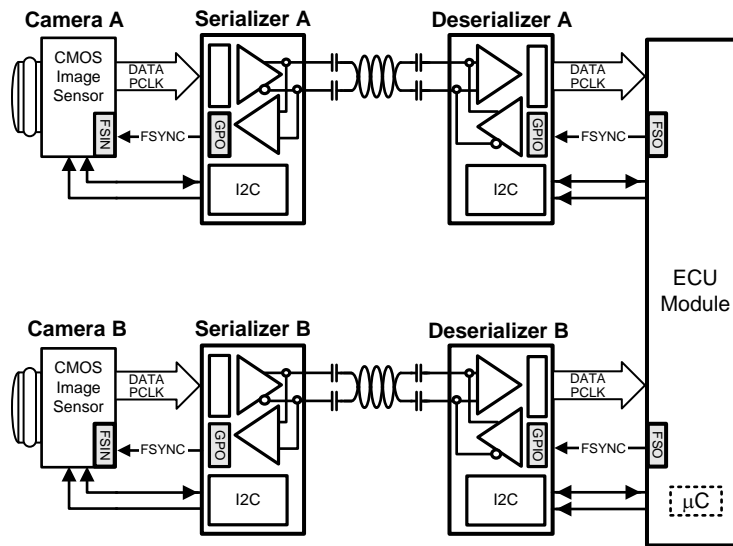 Camera A
Serializer A
Deserializer A
CMOS
Image
Sensor
DATA
PCLK
DATA
PCLK
FSIN
FSYNC
GPO
GPIO
FSYNC
FSO
I2C
I2C
ECU
Module
Camera B
Serializer B
Deserializer B
CMOS
Image
Sensor
DATA
PCLK
DATA
PCLK
FSIN
FSYNC
GPO
GPIO
FSYNC
FSO
I2C
I2C
μC